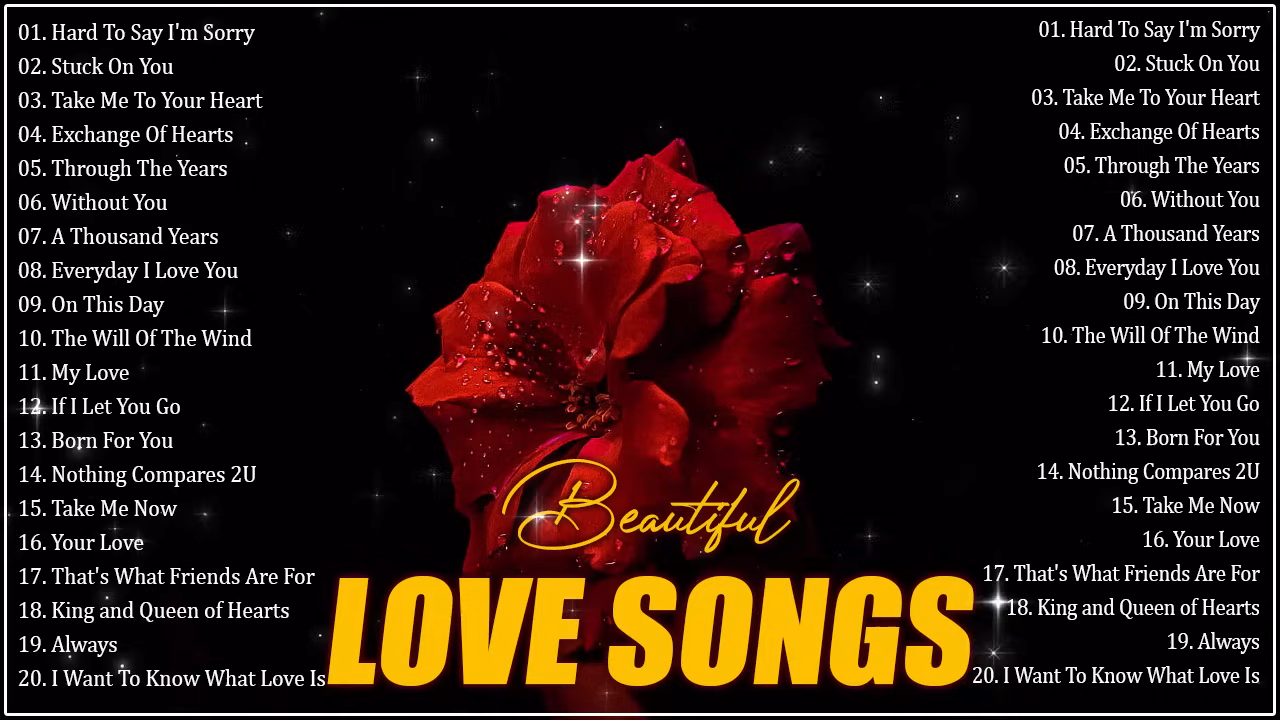 01. Hard To Say I'm Sorry
02. Stuck On You
03. Take Me To Your Heart
04. Exchange Of Hearts
05. Through The Years
06. Without You
07. A Thousand Years
08. Everyday I Love You
09. On This Day
10. The Will Of The Wind
11. My Love
12. If I Let You Go
13. Born For You
14. Nothing Compares 2U
15. Take Me Now
16. Your Love
17. That's What Friends Are For
18. King and Queen of Hearts
19. Always
20. I Want To Know What Love Is
Beautiful
LOVE SONGS
01. Hard To Say I'm Sorry
02. Stuck On You
03. Take Me To Your Heart
04. Exchange Of Hearts
05. Through The Years
06. Without You
07. A Thousand Years
08. Everyday I Love You
09. On This Day
10. The Will Of The Wind
11. My Love
12. If I Let You Go
13. Born For You
14. Nothing Compares 2U
15. Take Me Now
16. Your Love
17. That's What Friends Are For
18. King and Queen of Hearts
19. Always
20. I Want To Know What Love Is